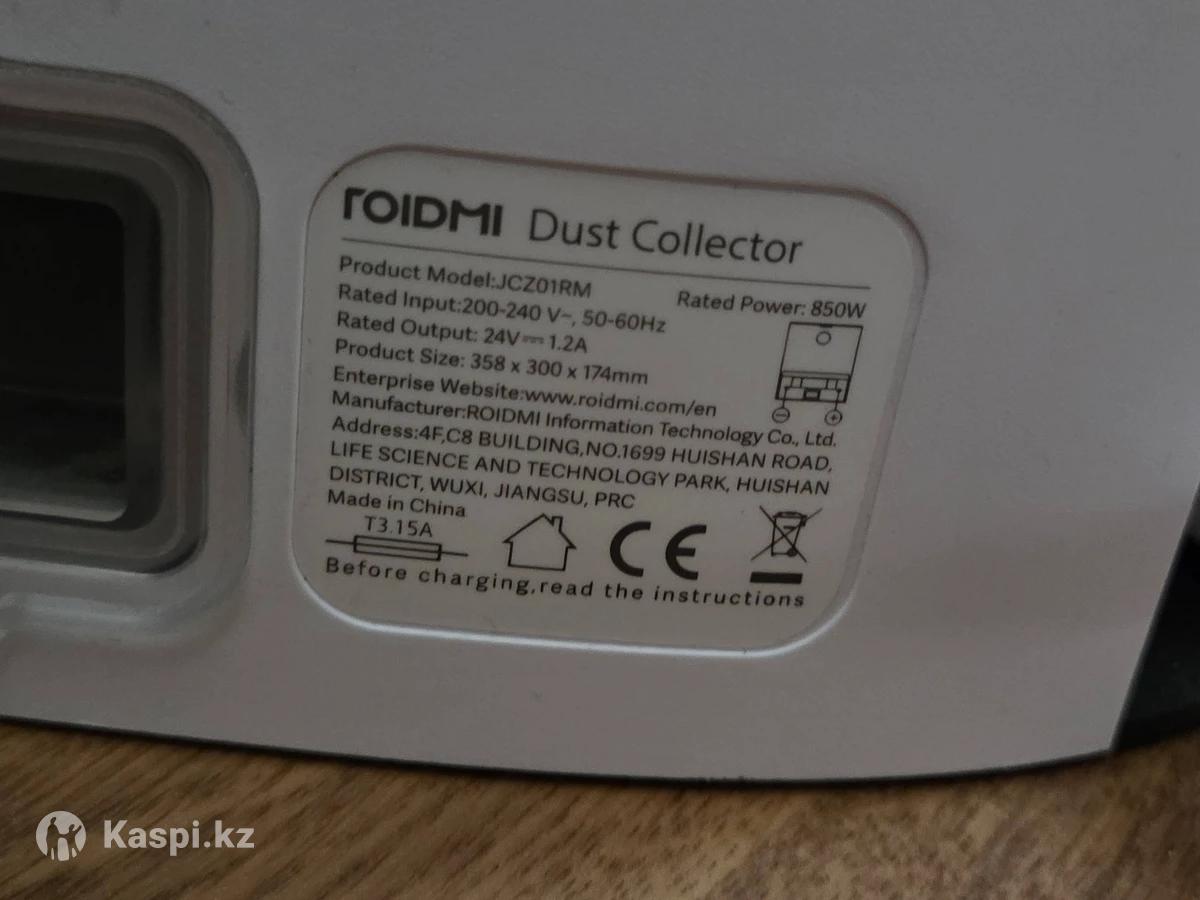 ROIDMI Dust Collector
Product Model:JCZ01RM
Rated Power: 850W
Rated Input:200-240 V~, 50-60Hz
Rated Output: 24V⎓1.2A
Product Size: 358 x 300 x 174mm
Enterprise Website:www.roidmi.com/en
Manufacturer:ROIDMI Information Technology Co., Ltd.
Address:4F,C8 BUILDING,NO.1699 HUISHAN ROAD,
LIFE SCIENCE AND TECHNOLOGY PARK, HUISHAN
DISTRICT, WUXI, JIANGSU, PRC
Made in China
T3.15A
CE
Before charging,read the instructions
Kaspi.kz